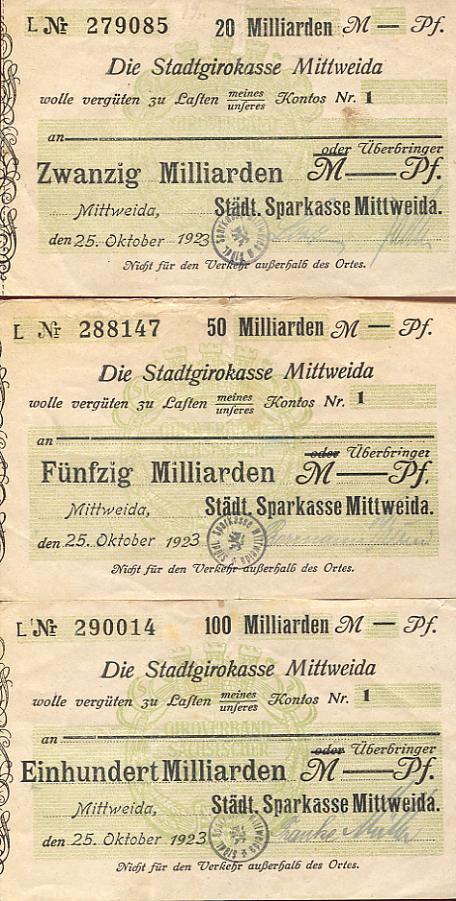 L Nr 279085 20 Milliarden M — Pf.
Die Stadtgirokasse Mittweida
wolle vergüten zu Lasten meines/unseres Kontos Nr. 1
an
oder Überbringer
Zwanzig Milliarden M — Pf.
Mittweida, Städt. Sparkasse Mittweida.
den 25. Oktober 1923
Nicht für den Verkehr außerhalb des Ortes.
L Nr 288147 50 Milliarden M — Pf.
Die Stadtgirokasse Mittweida
wolle vergüten zu Lasten meines/unseres Kontos Nr. 1
an
oder Überbringer
Fünfzig Milliarden M — Pf.
Mittweida, Städt. Sparkasse Mittweida.
den 25. Oktober 1923
Nicht für den Verkehr außerhalb des Ortes.
L Nr 290014 100 Milliarden M — Pf.
Die Stadtgirokasse Mittweida
wolle vergüten zu Lasten meines/unseres Kontos Nr. 1
GIROVERBAND
SÄCHSISCHER
an
oder Überbringer
Einhundert Milliarden M — Pf.
Mittweida, Städt. Sparkasse Mittweida.
den 25. Oktober 1923
Nicht für den Verkehr außerhalb des Ortes.